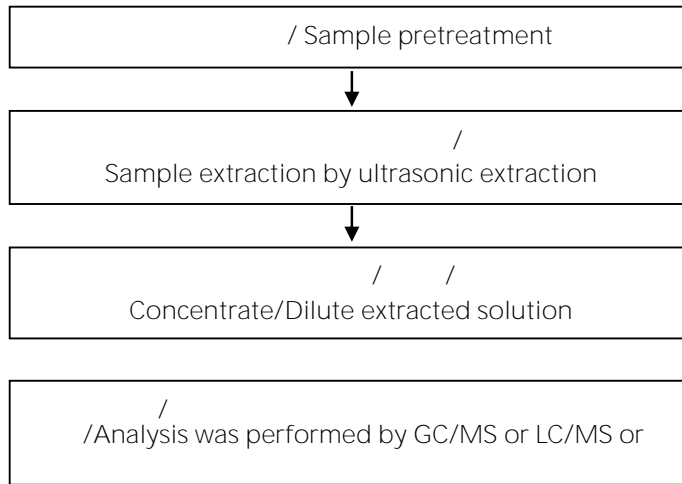 / Sample pretreatment
/
Sample extraction by ultrasonic extraction
/ /
Concentrate/Dilute extracted solution
/
/Analysis was performed by GC/MS or LC/MS or